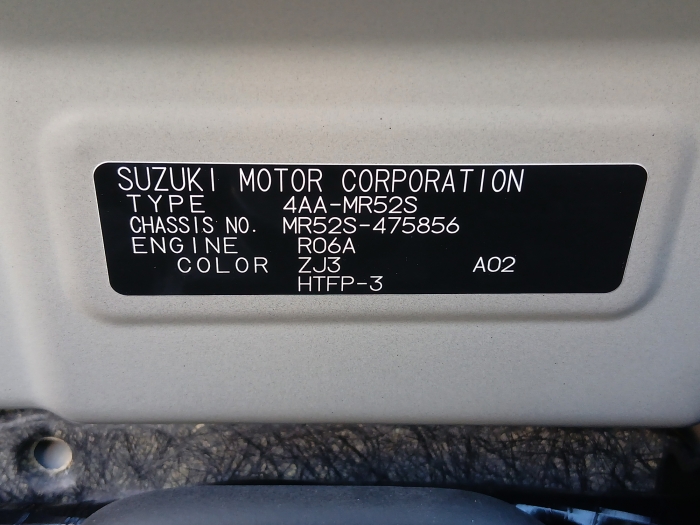 SUZUKI MOTOR CORPORATION
TYPE 4AA-MR52S
CHASSIS NO. MR52S-475856
ENGINE R06A
COLOR ZJ3 A02
HTFP-3